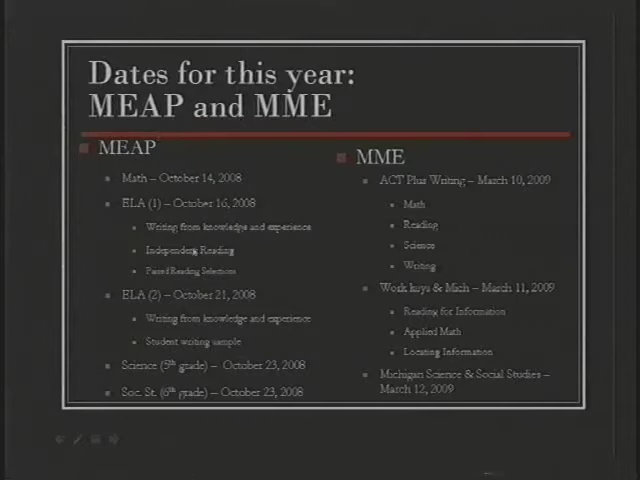 Dates for this year:
MEAP and MME
MEAP
Math – October 14, 2008
ELA (1) – October 16, 2008
Writing from knowledge and experience
Independent Reading
Paired Reading Selections
ELA (2) – October 21, 2008
Writing from knowledge and experience
Student writing sample
Science (5th grade) – October 23, 2008
Soc. St. (6th grade) – October 23, 2008
MME
ACT Plus Writing – March 10, 2009
Math
Reading
Science
Writing
Work keys & Mich – March 11, 2009
Reading for Information
Applied Math
Locating Information
Michigan Science & Social Studies –
March 12, 2009